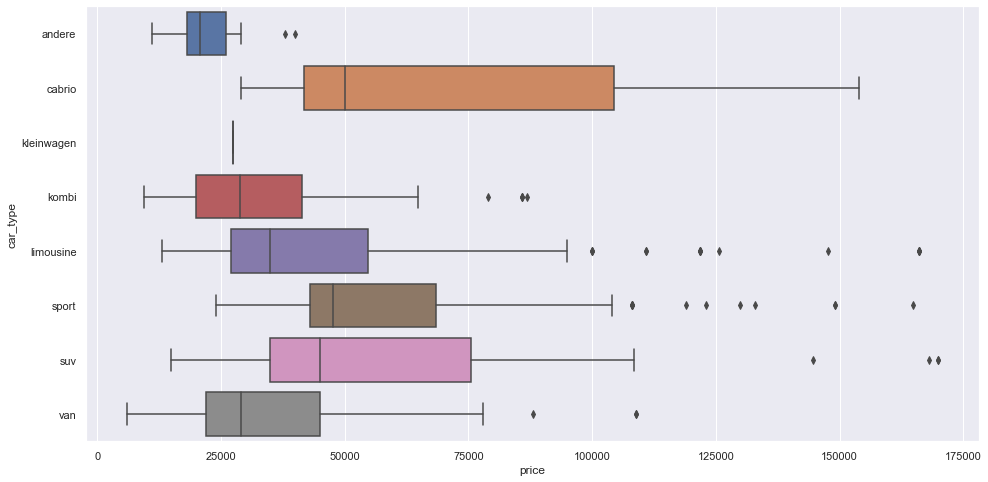 andere
cabrio
kleinwagen
kombi
limousine
sport
suv
van
car_type
0 25000 50000 75000 100000 125000 150000 175000
price